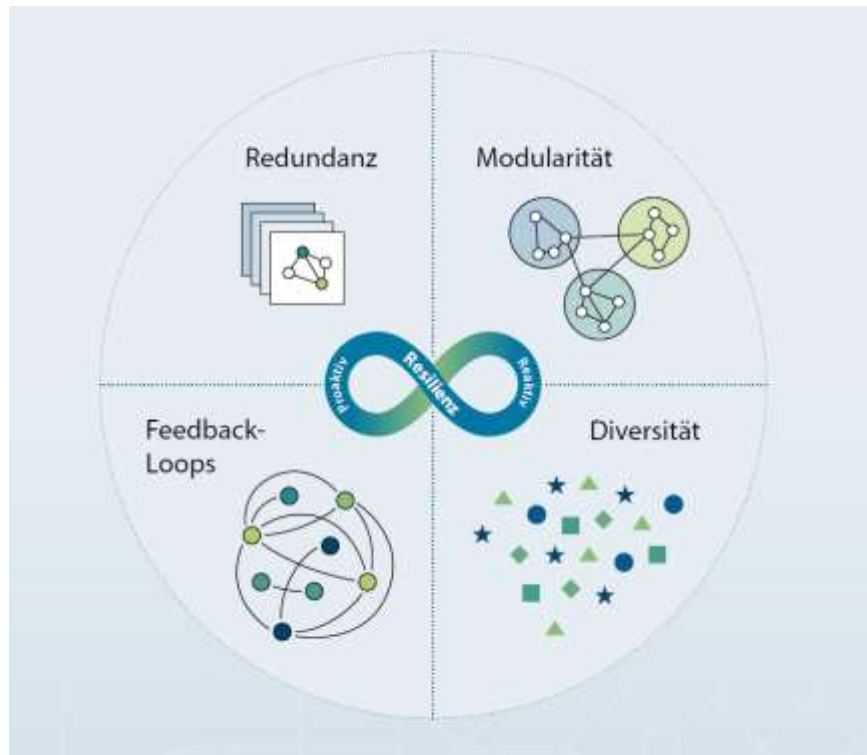 Redundanz
Modularität
Proaktiv
Resilienz
Reaktiv
Feedback-
Loops
Diversität